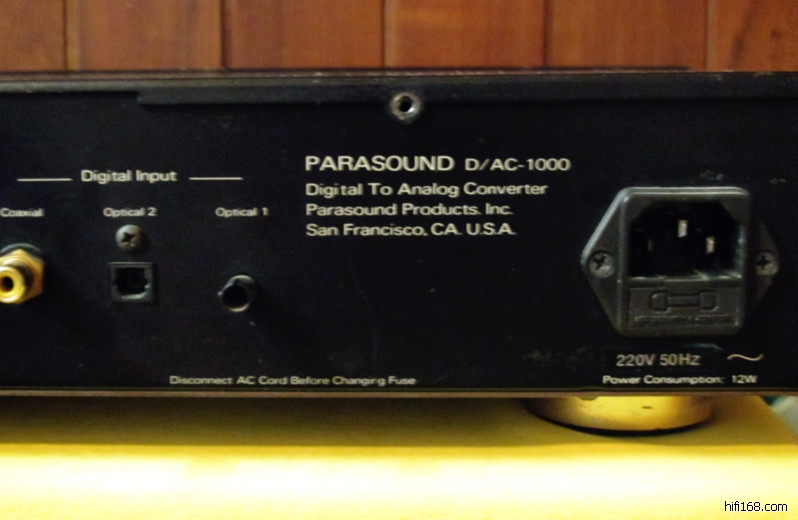 PARASOUND D/AC-1000
Digital To Analog Converter
Parasound Products, Inc.
San Francisco, CA. U.S.A.
Digital Input
Coaxial
Optical 2
Optical 1
220V 50Hz
Disconnect AC Cord Before Changing Fuse
Power Consumption: 12W
hifi168.com